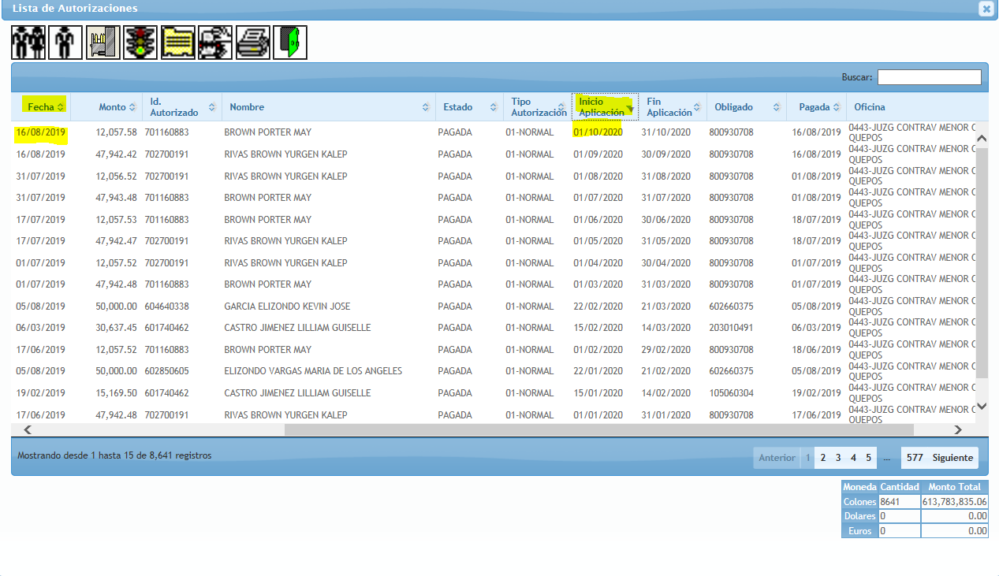 Lista de Autorizaciones
Buscar:
Fecha Monto Id. Autorizado Nombre Estado Tipo Autorización Inicio Aplicación Fin Aplicación Obligado Pagada Oficina
16/08/2019 12,057.58 701160883 BROWN PORTER MAY PAGADA 01-NORMAL 01/10/2020 31/10/2020 800930708 16/08/2019 0443-JUZG CONTRAV MENOR C QUEPOS
16/08/2019 47,942.42 702700191 RIVAS BROWN YURGEN KALEP PAGADA 01-NORMAL 01/09/2020 30/09/2020 800930708 16/08/2019 0443-JUZG CONTRAV MENOR C QUEPOS
31/07/2019 12,056.52 702700191 RIVAS BROWN YURGEN KALEP PAGADA 01-NORMAL 01/08/2020 31/08/2020 800930708 01/08/2019 0443-JUZG CONTRAV MENOR C QUEPOS
31/07/2019 47,943.48 701160883 BROWN PORTER MAY PAGADA 01-NORMAL 01/07/2020 31/07/2020 800930708 01/08/2019 0443-JUZG CONTRAV MENOR C QUEPOS
17/07/2019 12,057.53 701160883 BROWN PORTER MAY PAGADA 01-NORMAL 01/06/2020 30/06/2020 800930708 18/07/2019 0443-JUZG CONTRAV MENOR C QUEPOS
17/07/2019 47,942.47 702700191 RIVAS BROWN YURGEN KALEP PAGADA 01-NORMAL 01/05/2020 31/05/2020 800930708 18/07/2019 0443-JUZG CONTRAV MENOR C QUEPOS
01/07/2019 12,057.52 702700191 RIVAS BROWN YURGEN KALEP PAGADA 01-NORMAL 01/04/2020 30/04/2020 800930708 01/07/2019 0443-JUZG CONTRAV MENOR C QUEPOS
01/07/2019 47,942.48 701160883 BROWN PORTER MAY PAGADA 01-NORMAL 01/03/2020 31/03/2020 800930708 01/07/2019 0443-JUZG CONTRAV MENOR C QUEPOS
05/08/2019 50,000.00 604640338 GARCIA ELIZONDO KEVIN JOSE PAGADA 01-NORMAL 22/02/2020 21/03/2020 602660375 05/08/2019 0443-JUZG CONTRAV MENOR C QUEPOS
06/03/2019 30,637.45 601740462 CASTRO JIMENEZ LILLIAM GUISELLE PAGADA 01-NORMAL 15/02/2020 14/03/2020 203010491 06/03/2019 0443-JUZG CONTRAV MENOR C QUEPOS
17/06/2019 12,057.52 701160883 BROWN PORTER MAY PAGADA 01-NORMAL 01/02/2020 29/02/2020 800930708 18/06/2019 0443-JUZG CONTRAV MENOR C QUEPOS
05/08/2019 50,000.00 602850605 ELIZONDO VARGAS MARIA DE LOS ANGELES PAGADA 01-NORMAL 22/01/2020 21/02/2020 602660375 05/08/2019 0443-JUZG CONTRAV MENOR C QUEPOS
19/02/2019 15,169.50 601740462 CASTRO JIMENEZ LILLIAM GUISELLE PAGADA 01-NORMAL 15/01/2020 14/02/2020 105060304 19/02/2019 0443-JUZG CONTRAV MENOR C QUEPOS
17/06/2019 47,942.48 702700191 RIVAS BROWN YURGEN KALEP PAGADA 01-NORMAL 01/01/2020 31/01/2020 800930708 17/06/2019 0443-JUZG CONTRAV MENOR C QUEPOS
Mostrando desde 1 hasta 15 de 8,641 registros
Anterior 1 2 3 4 5 ... 577 Siguiente
Moneda Cantidad Monto Total
Colones 8641 613,783,835.06
Dolares 0 0.00
Euros 0 0.00